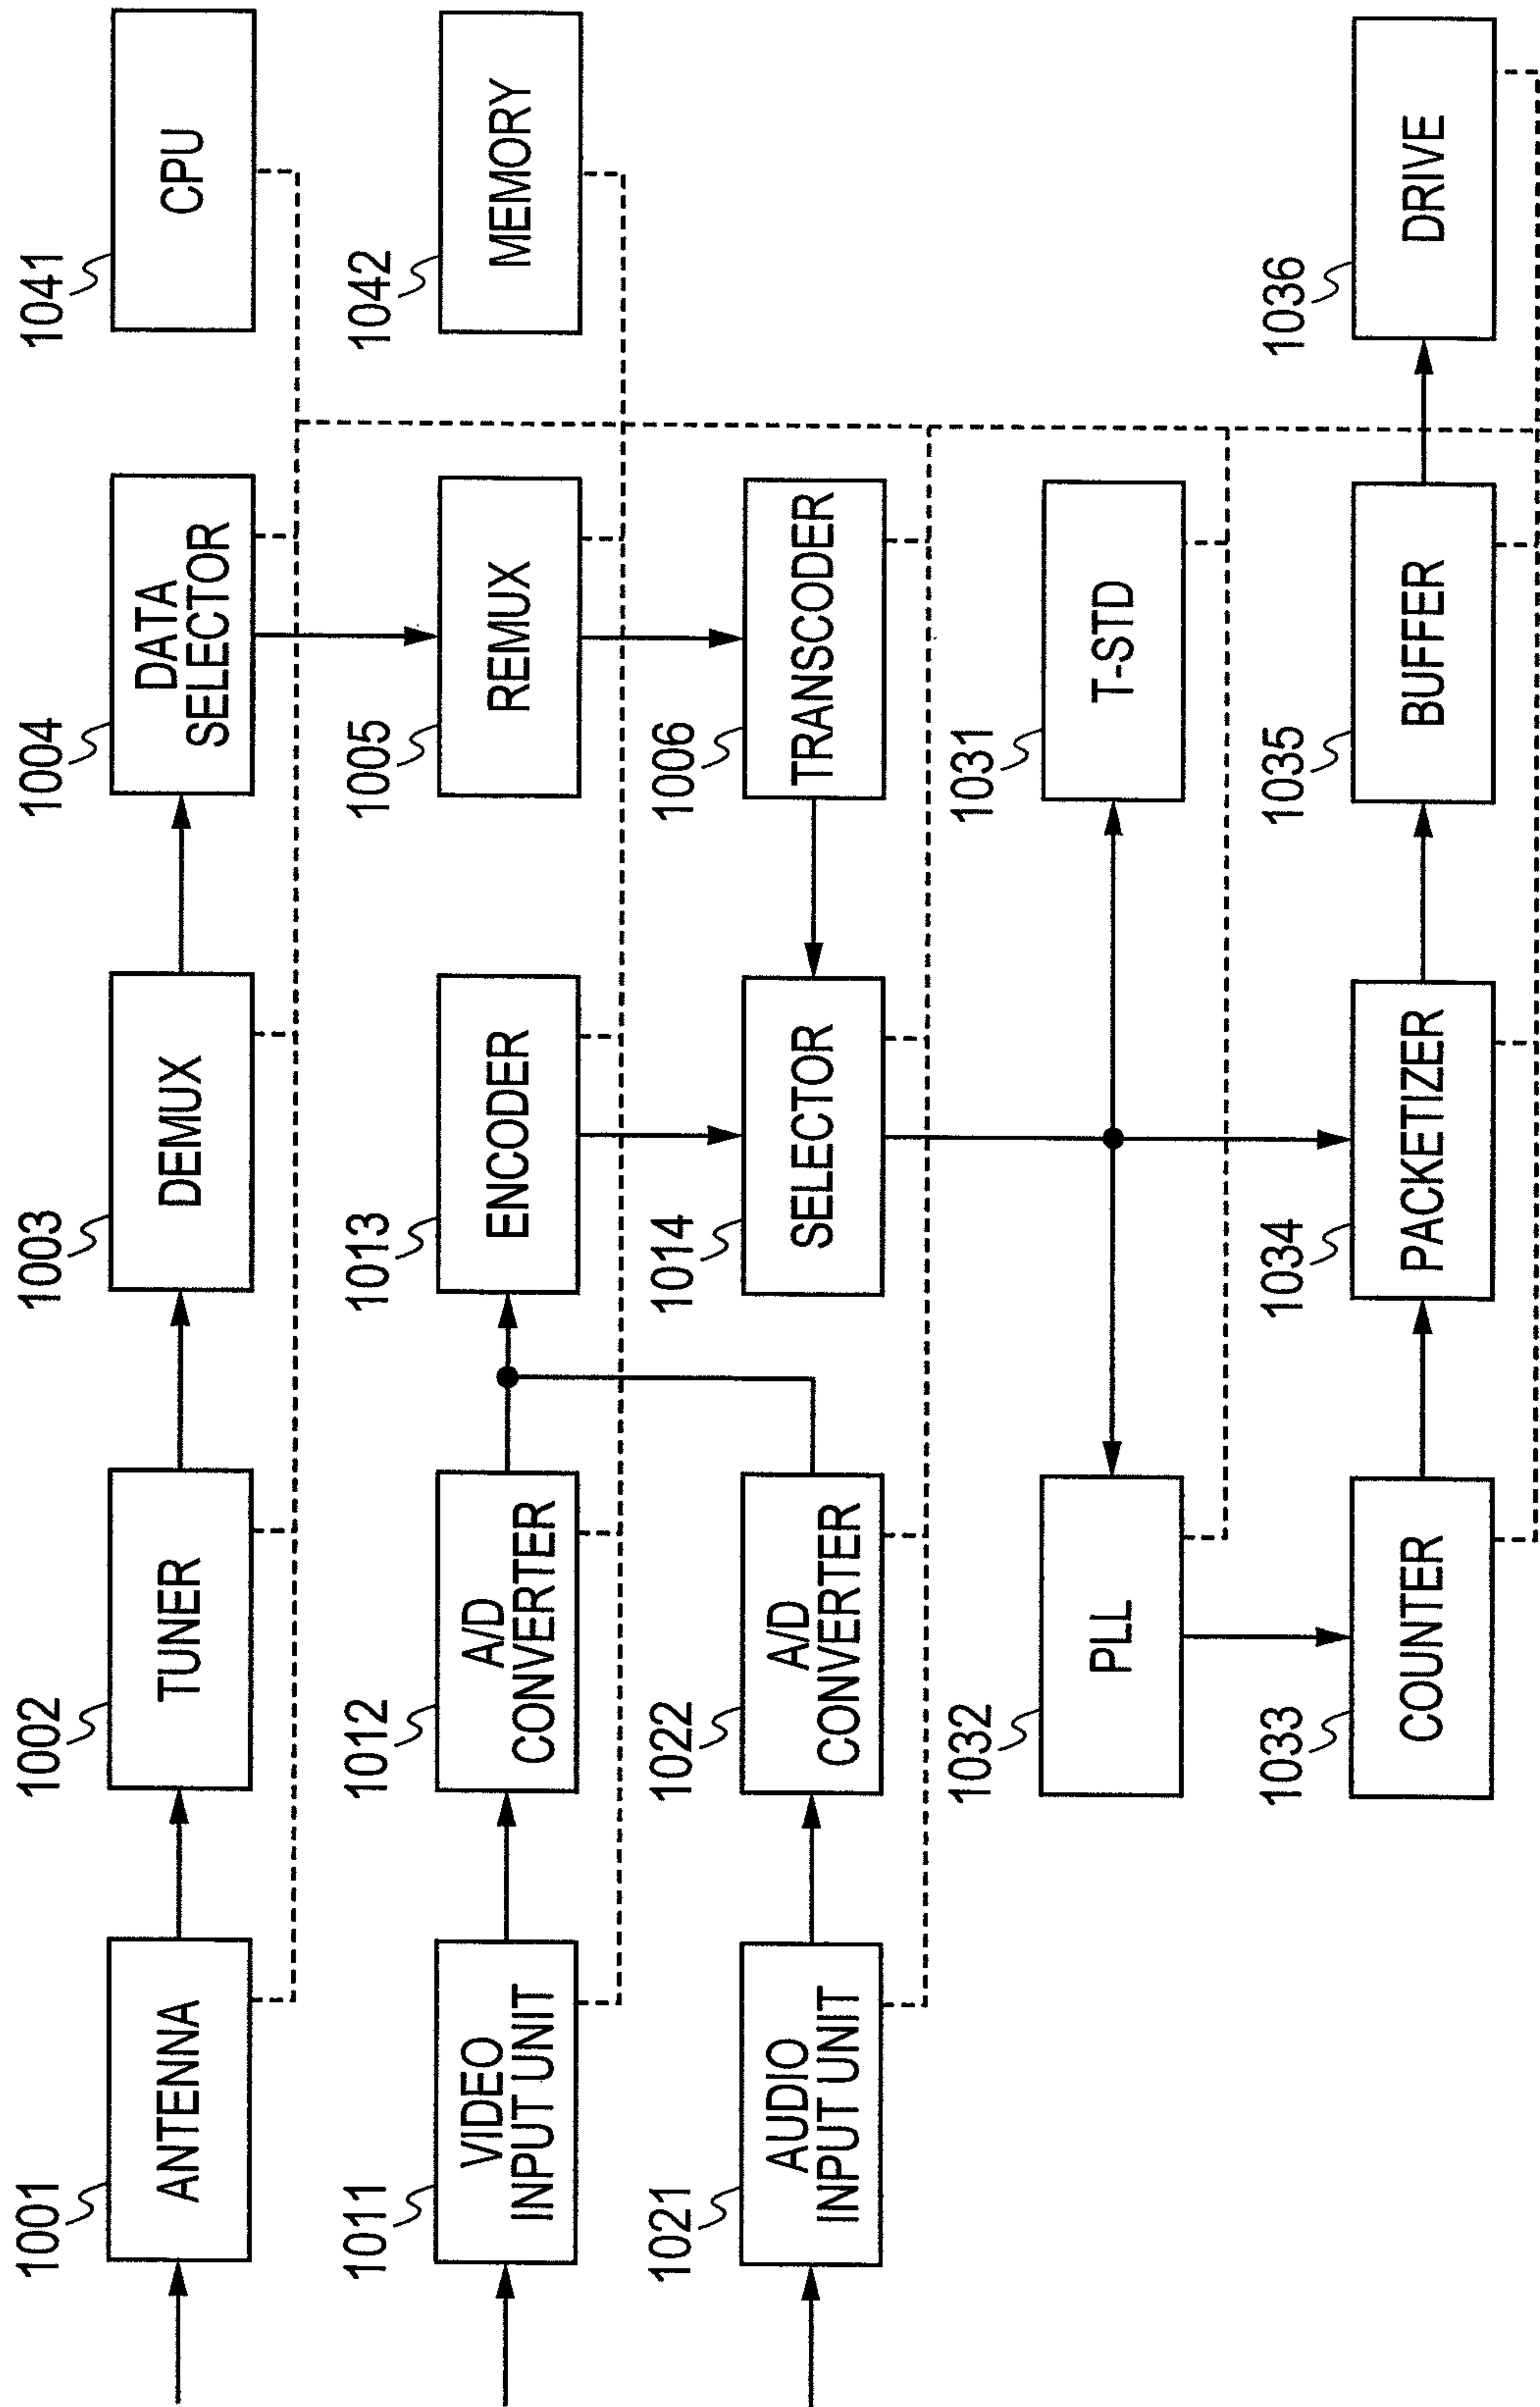 1001
ANTENNA
1002
TUNER
1003
DEMUX
1004
DATA
SELECTOR
1041
CPU
1011
VIDEO
INPUT UNIT
1012
A/D
CONVERTER
1013
ENCODER
1005
REMUX
1042
MEMORY
1021
AUDIO
INPUT UNIT
1022
A/D
CONVERTER
1014
SELECTOR
1006
TRANSCODER
1032
PLL
1031
T-STD
1033
COUNTER
1034
PACKETIZER
1035
BUFFER
1036
DRIVE